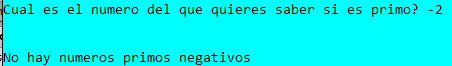 Cual es el numero del que quieres saber si es primo? -2
No hay numeros primos negativos